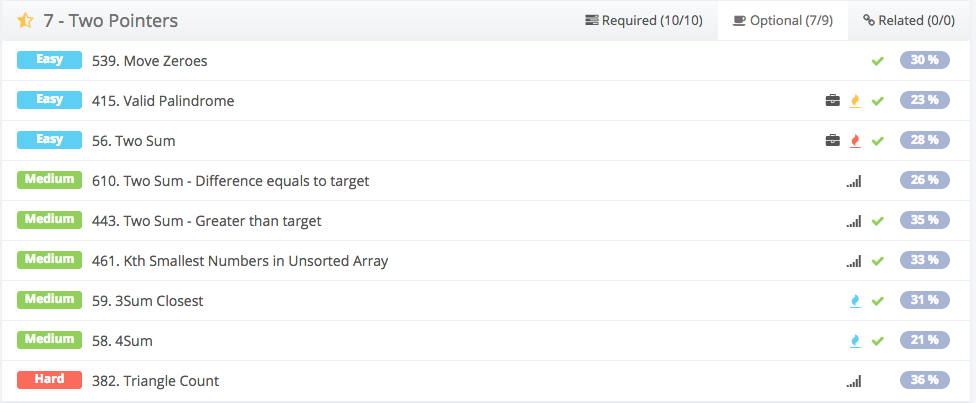 7 - Two Pointers Required (10/10) Optional (7/9) Related (0/0)
Easy 539. Move Zeroes 30 %
Easy 415. Valid Palindrome 23 %
Easy 56. Two Sum 28 %
Medium 610. Two Sum - Difference equals to target 26 %
Medium 443. Two Sum - Greater than target 35 %
Medium 461. Kth Smallest Numbers in Unsorted Array 33 %
Medium 59. 3Sum Closest 31 %
Medium 58. 4Sum 21 %
Hard 382. Triangle Count 36 %